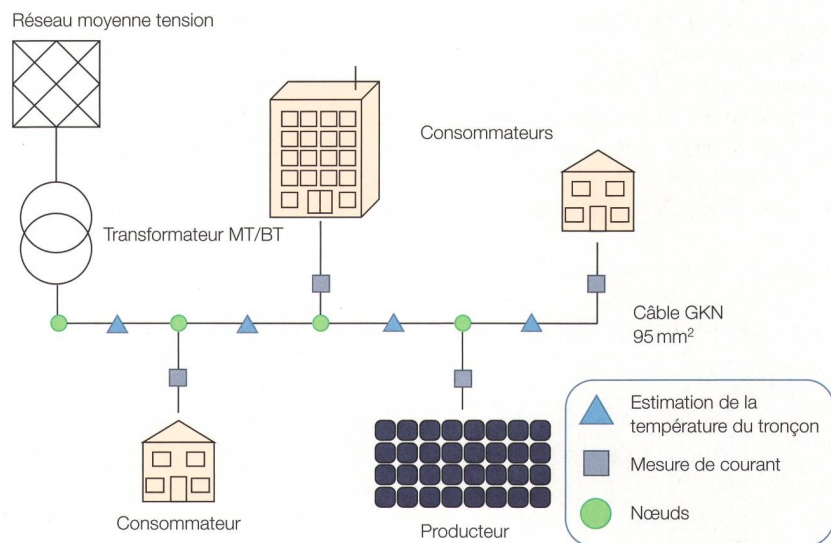 Réseau moyenne tension
Consommateurs
Transformateur MT/BT
Câble GKN
95 mm²
Consommateur
Producteur
Estimation de la
température du tronçon
Mesure de courant
Nœuds